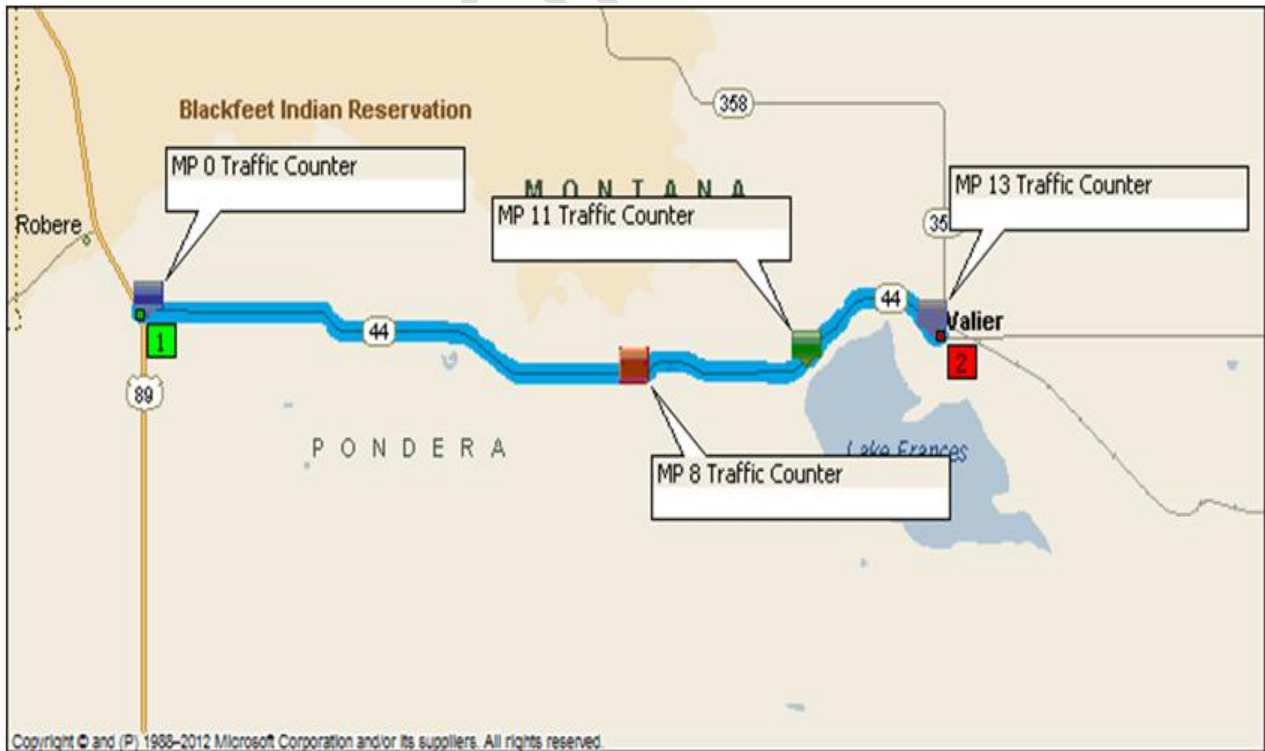 358
Blackfeet Indian Reservation
MP 0 Traffic Counter
MONTANA
MP 13 Traffic Counter
MP 11 Traffic Counter
Robere
35
44
Valier
1
44
2
89
PONDERA
Lake Frances
MP 8 Traffic Counter
Copyright © and (P) 1988–2012 Microsoft Corporation and/or its suppliers. All rights reserved.